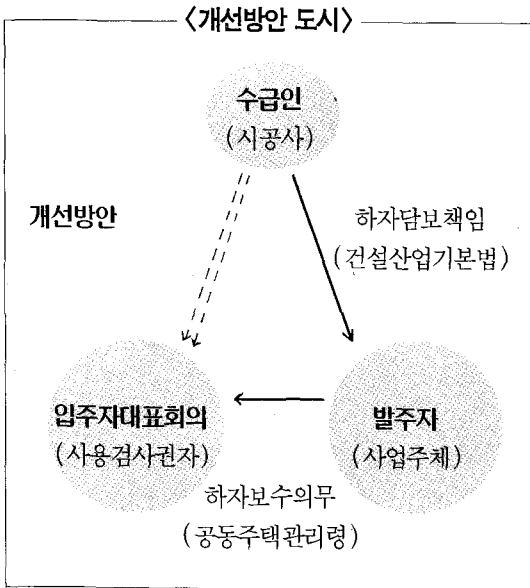 〈개선방안 도시〉
수급인
(시공사)
개선방안
하자담보책임
(건설산업기본법)
입주자대표회의
(사용검사권자)
발주자
(사업주체)
하자보수의무
(공동주택관리령)